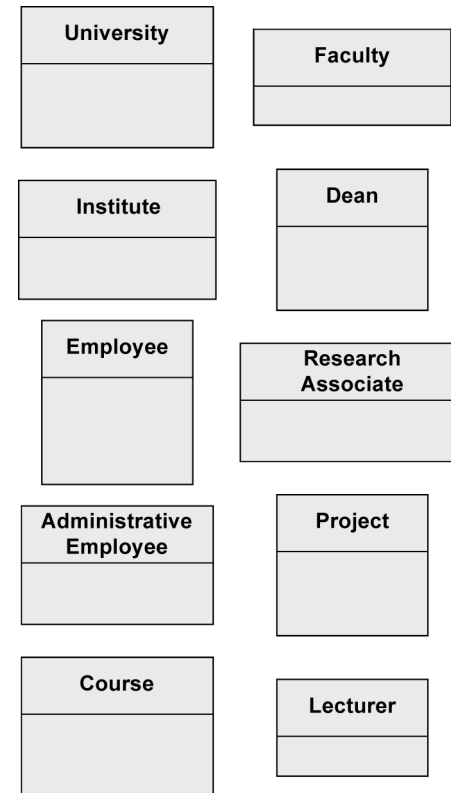 University
Faculty
Institute
Dean
Employee
Research
Associate
Administrative
Employee
Project
Course
Lecturer